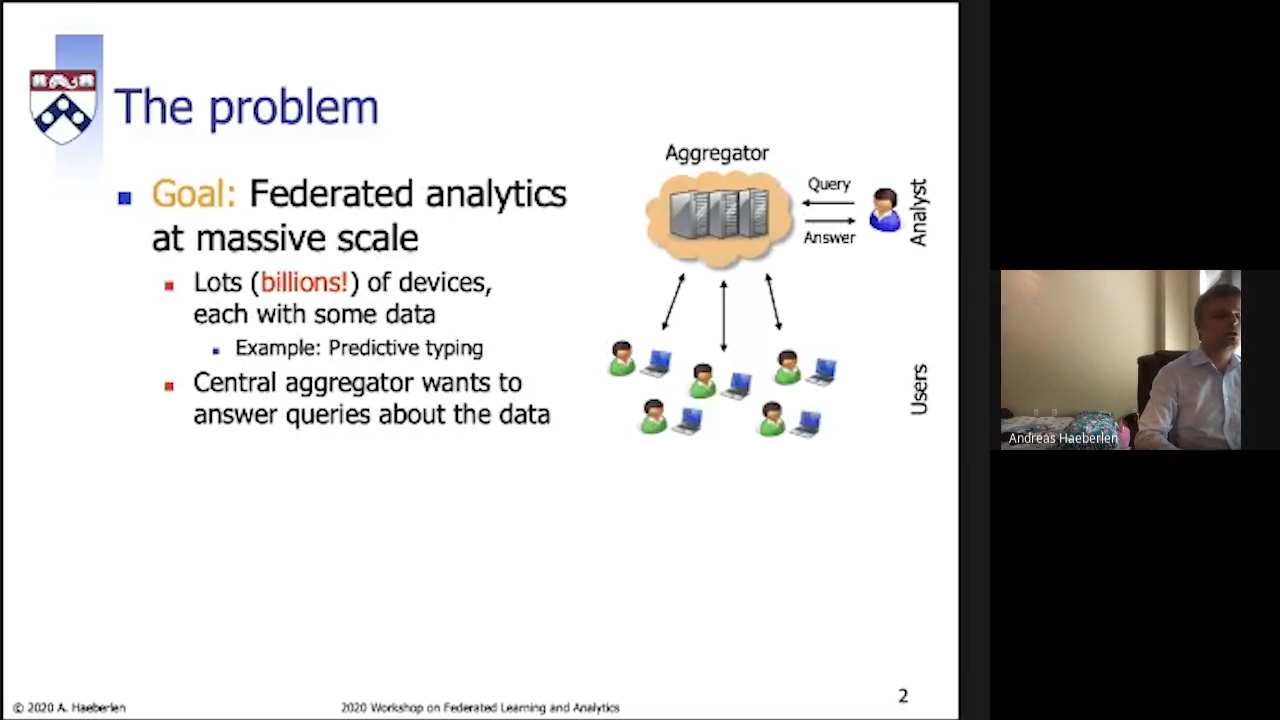 The problem
Goal: Federated analytics
at massive scale
Lots (billions!) of devices,
each with some data
Example: Predictive typing
Central aggregator wants to
answer queries about the data
Aggregator
Query
Answer
Analyst
Users
Andreas Haeberlen
© 2020 A. Haeberlen
2020 Workshop on Federated Learning and Analytics
2